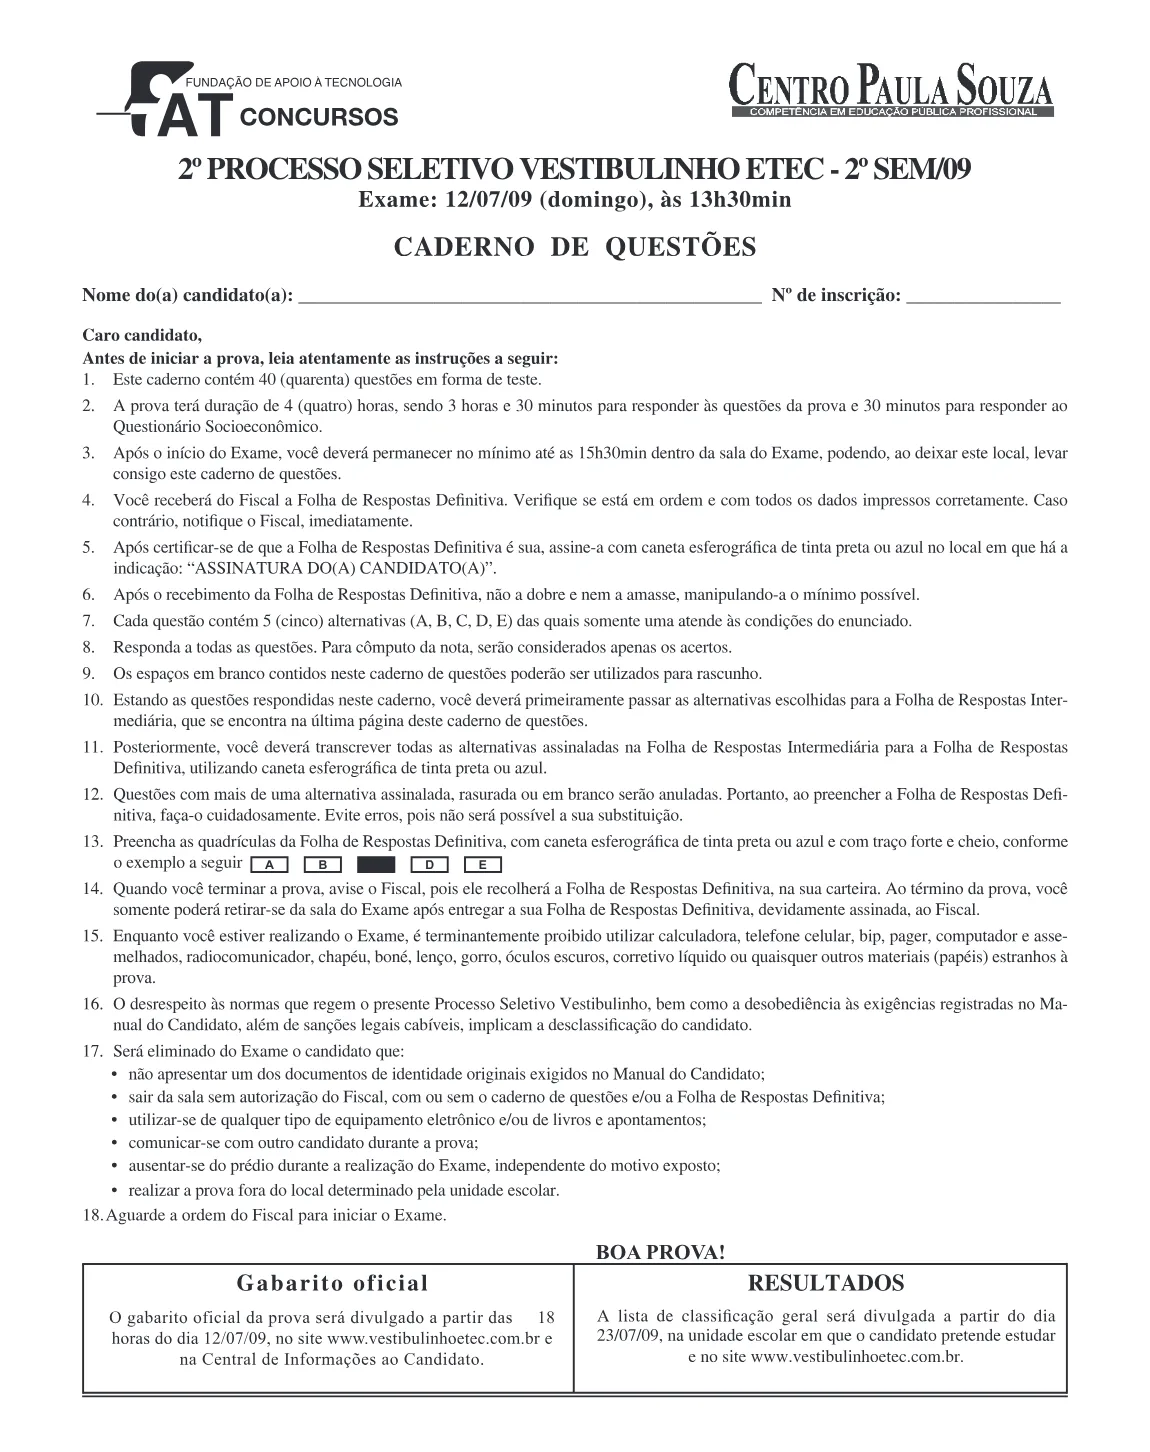 FUNDAÇÃO DE APOIO À TECNOLOGIA
FAT CONCURSOS
CENTRO PAULA SOUZA
COMPETÊNCIA EM EDUCAÇÃO PÚBLICA PROFISSIONAL
2º PROCESSO SELETIVO VESTIBULINHO ETEC - 2º SEM/09
Exame: 12/07/09 (domingo), às 13h30min
CADERNO DE QUESTÕES
Nome do(a) candidato(a): ________________________________________________ Nº de inscrição: ________________
Caro candidato,
Antes de iniciar a prova, leia atentamente as instruções a seguir:
1. Este caderno contém 40 (quarenta) questões em forma de teste.
2. A prova terá duração de 4 (quatro) horas, sendo 3 horas e 30 minutos para responder às questões da prova e 30 minutos para responder ao
Questionário Socioeconômico.
3. Após o início do Exame, você deverá permanecer no mínimo até as 15h30min dentro da sala do Exame, podendo, ao deixar este local, levar
consigo este caderno de questões.
4. Você receberá do Fiscal a Folha de Respostas Definitiva. Verifique se está em ordem e com todos os dados impressos corretamente. Caso
contrário, notifique o Fiscal, imediatamente.
5. Após certificar-se de que a Folha de Respostas Definitiva é sua, assine-a com caneta esferográfica de tinta preta ou azul no local em que há a
indicação: “ASSINATURA DO(A) CANDIDATO(A)”.
6. Após o recebimento da Folha de Respostas Definitiva, não a dobre e nem a amasse, manipulando-a o mínimo possível.
7. Cada questão contém 5 (cinco) alternativas (A, B, C, D, E) das quais somente uma atende às condições do enunciado.
8. Responda a todas as questões. Para cômputo da nota, serão considerados apenas os acertos.
9. Os espaços em branco contidos neste caderno de questões poderão ser utilizados para rascunho.
10. Estando as questões respondidas neste caderno, você deverá primeiramente passar as alternativas escolhidas para a Folha de Respostas Inter-
mediária, que se encontra na última página deste caderno de questões.
11. Posteriormente, você deverá transcrever todas as alternativas assinaladas na Folha de Respostas Intermediária para a Folha de Respostas
Definitiva, utilizando caneta esferográfica de tinta preta ou azul.
12. Questões com mais de uma alternativa assinalada, rasurada ou em branco serão anuladas. Portanto, ao preencher a Folha de Respostas Defi-
nitiva, faça-o cuidadosamente. Evite erros, pois não será possível a sua substituição.
13. Preencha as quadrículas da Folha de Respostas Definitiva, com caneta esferográfica de tinta preta ou azul e com traço forte e cheio, conforme
o exemplo a seguir A B D E
14. Quando você terminar a prova, avise o Fiscal, pois ele recolherá a Folha de Respostas Definitiva, na sua carteira. Ao término da prova, você
somente poderá retirar-se da sala do Exame após entregar a sua Folha de Respostas Definitiva, devidamente assinada, ao Fiscal.
15. Enquanto você estiver realizando o Exame, é terminantemente proibido utilizar calculadora, telefone celular, bip, pager, computador e asse-
melhados, radiocomunicador, chapéu, boné, lenço, gorro, óculos escuros, corretivo líquido ou quaisquer outros materiais (papéis) estranhos à
prova.
16. O desrespeito às normas que regem o presente Processo Seletivo Vestibulinho, bem como a desobediência às exigências registradas no Ma-
nual do Candidato, além de sanções legais cabíveis, implicam a desclassificação do candidato.
17. Será eliminado do Exame o candidato que:
• não apresentar um dos documentos de identidade originais exigidos no Manual do Candidato;
• sair da sala sem autorização do Fiscal, com ou sem o caderno de questões e/ou a Folha de Respostas Definitiva;
• utilizar-se de qualquer tipo de equipamento eletrônico e/ou de livros e apontamentos;
• comunicar-se com outro candidato durante a prova;
• ausentar-se do prédio durante a realização do Exame, independente do motivo exposto;
• realizar a prova fora do local determinado pela unidade escolar.
18. Aguarde a ordem do Fiscal para iniciar o Exame.
BOA PROVA!
Gabarito oficial
O gabarito oficial da prova será divulgado a partir das 18
horas do dia 12/07/09, no site www.vestibulinhoetec.com.br e
na Central de Informações ao Candidato.
RESULTADOS
A lista de classificação geral será divulgada a partir do dia
23/07/09, na unidade escolar em que o candidato pretende estudar
e no site www.vestibulinhoetec.com.br.